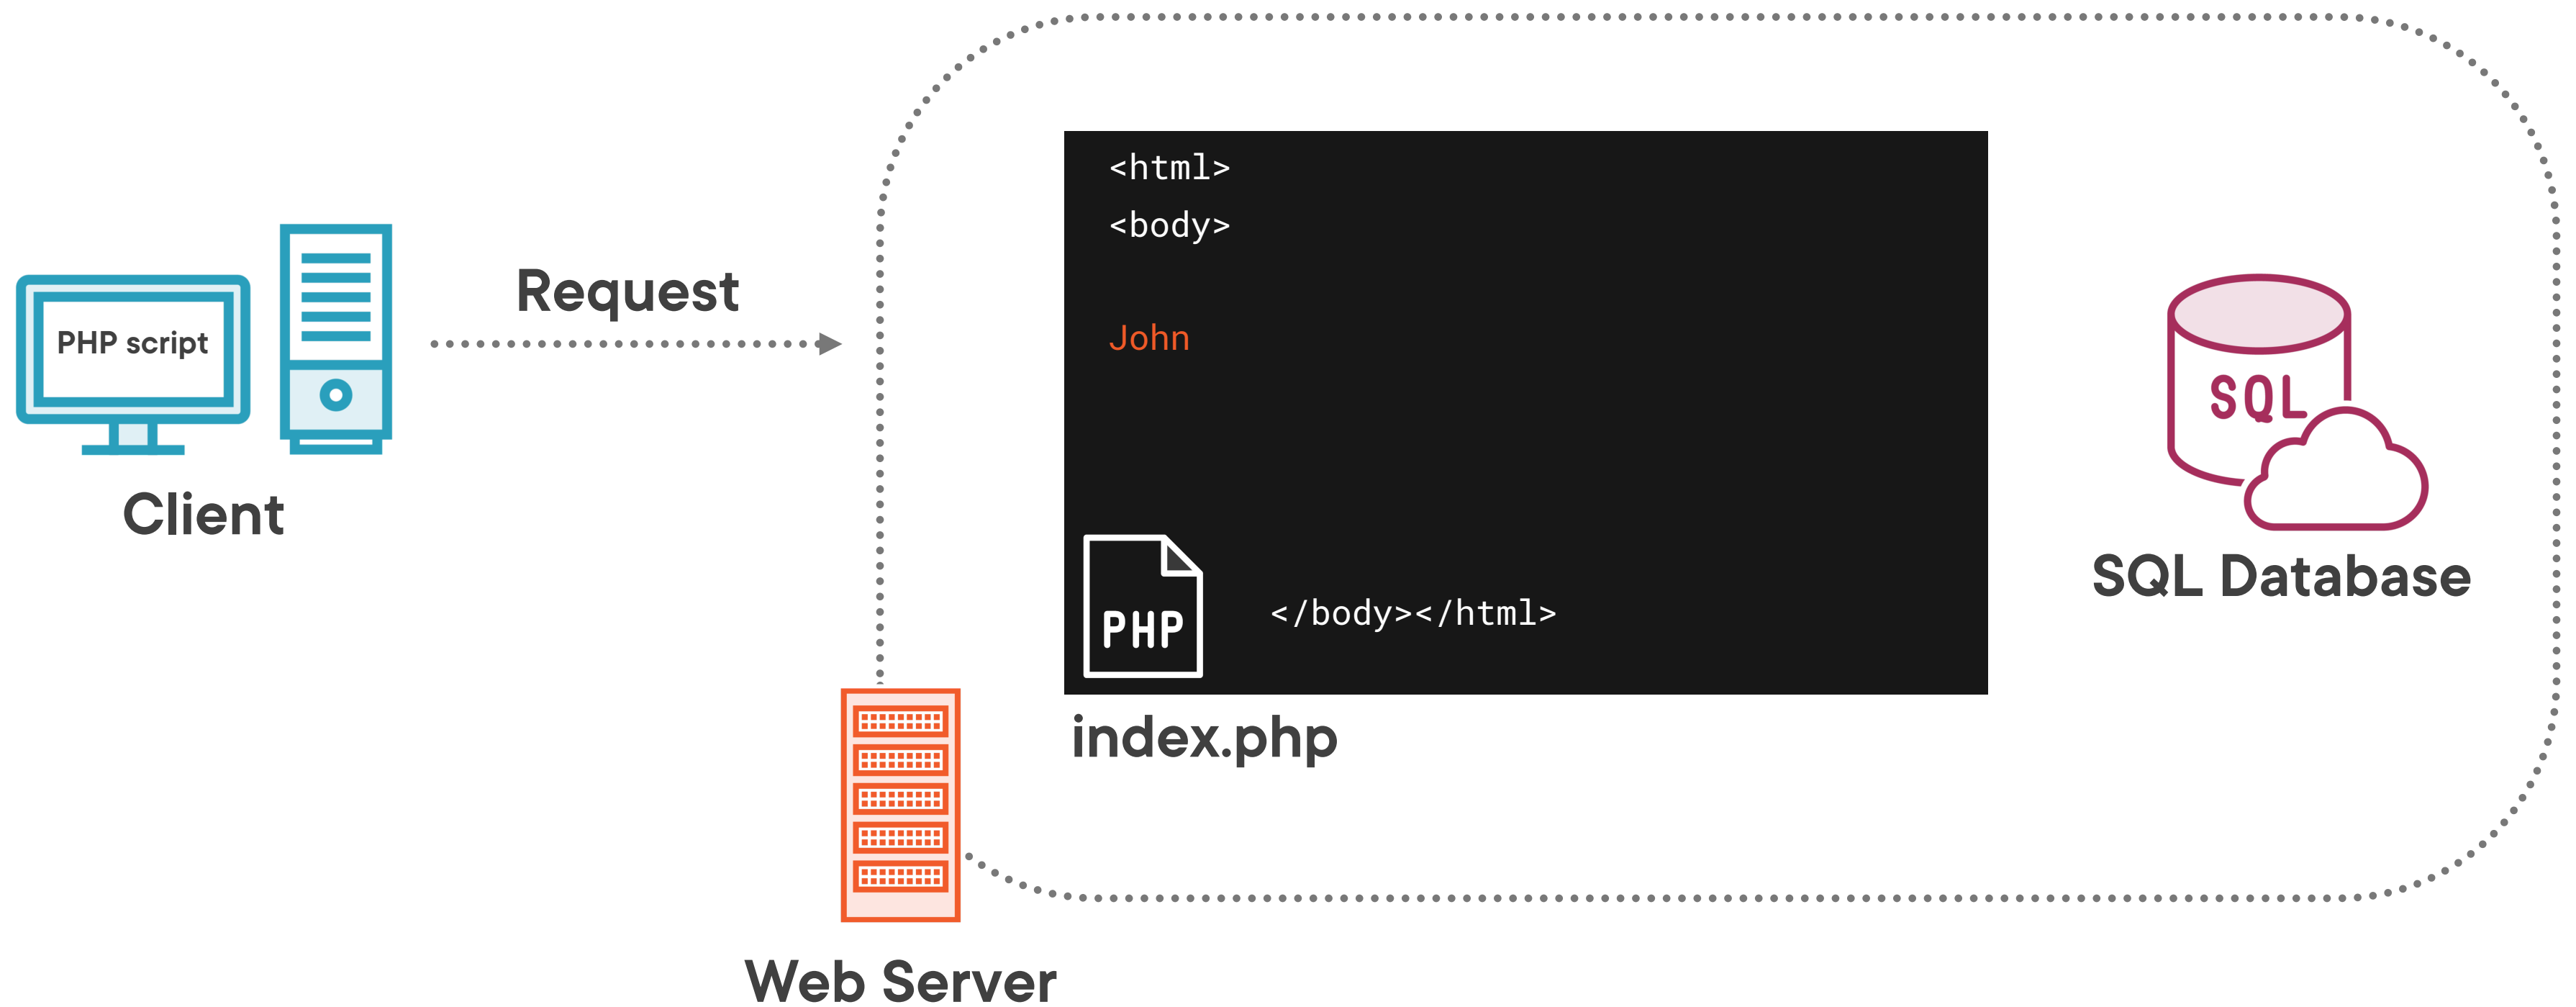 PHP script
Client
Request
<html>
<body>
John
PHP
</body></html>
index.php
Web Server
SQL
SQL Database